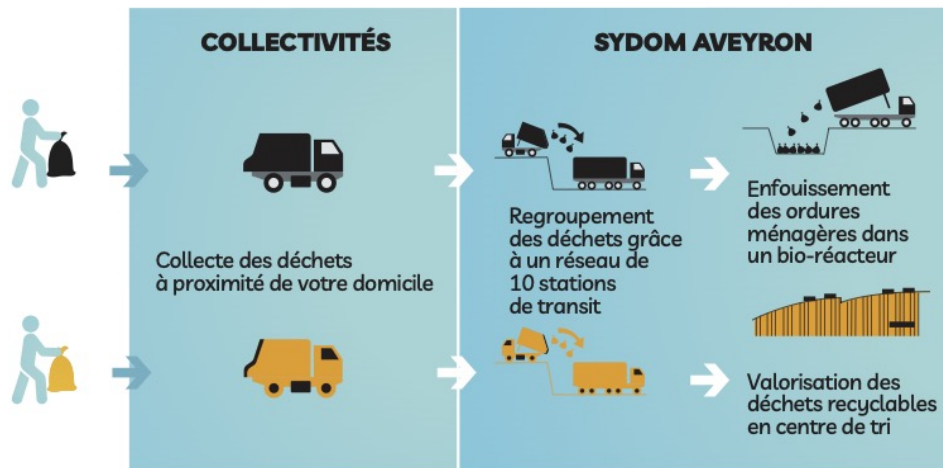 COLLECTIVITÉS
Collecte des déchets
à proximité de votre domicile
SYDOM AVEYRON
Regroupement
des déchets grâce
à un réseau de
10 stations
de transit
Enfouissement
des ordures
ménagères dans
un bio-réacteur
Valorisation des
déchets recyclables
en centre de tri